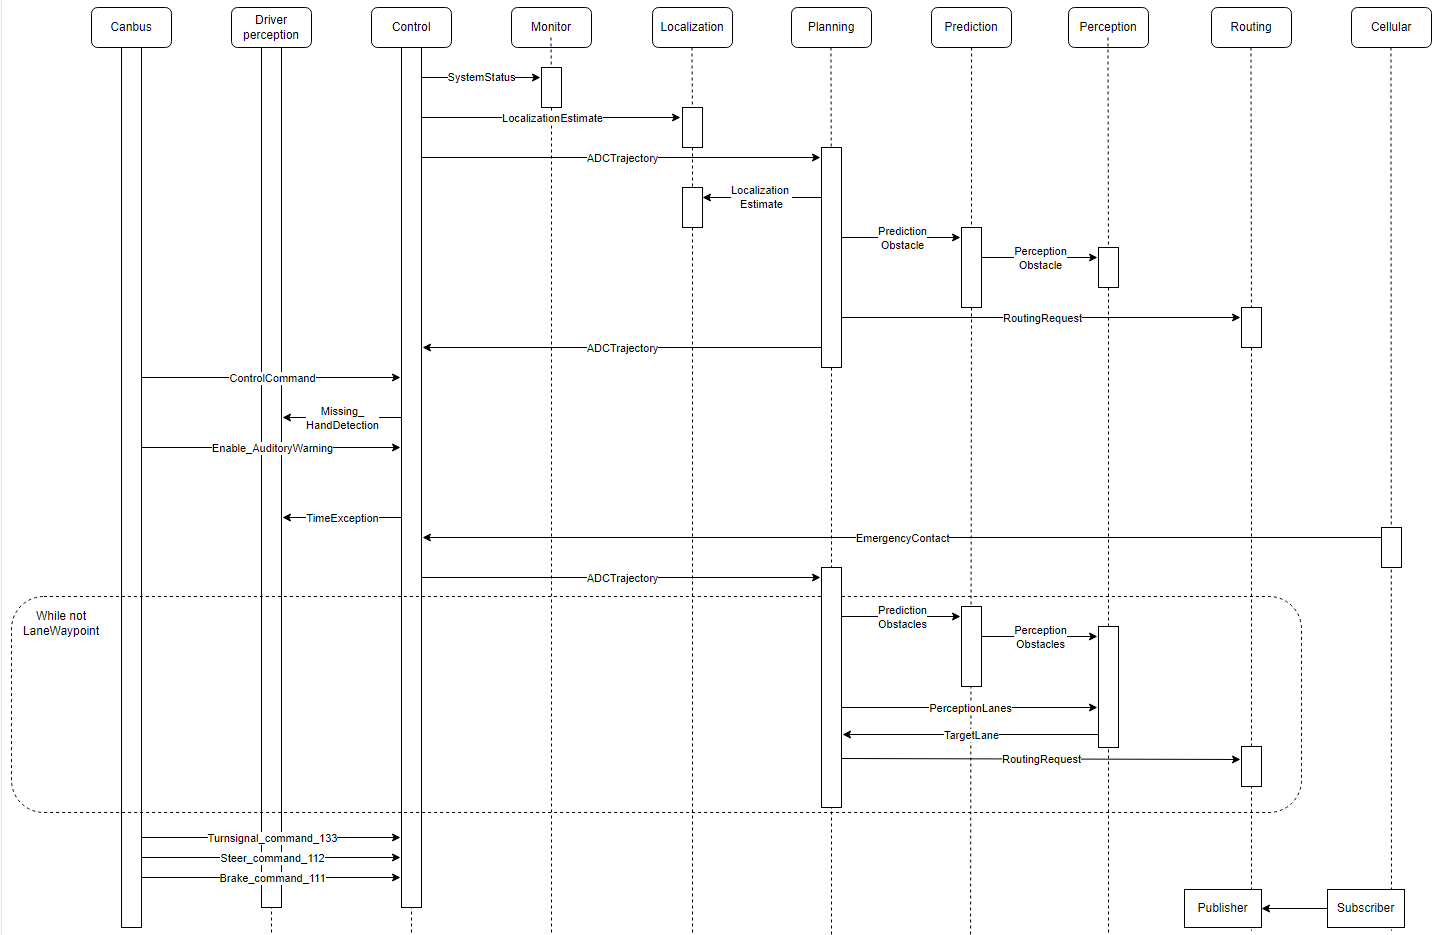 Canbus
Driver
perception
Control
Monitor
Localization
Planning
Prediction
Perception
Routing
Cellular
SystemStatus
LocalizationEstimate
ADCTrajectory
Localization
Estimate
Prediction
Obstacle
Perception
Obstacle
RoutingRequest
ADCTrajectory
ControlCommand
Missing_
HandDetection
Enable_AuditoryWarning
TimeException
EmergencyContact
ADCTrajectory
While not
LaneWaypoint
Prediction
Obstacles
Perception
Obstacles
PerceptionLanes
TargetLane
RoutingRequest
Turnsignal_command_133
Steer_command_112
Brake_command_111
Publisher
Subscriber